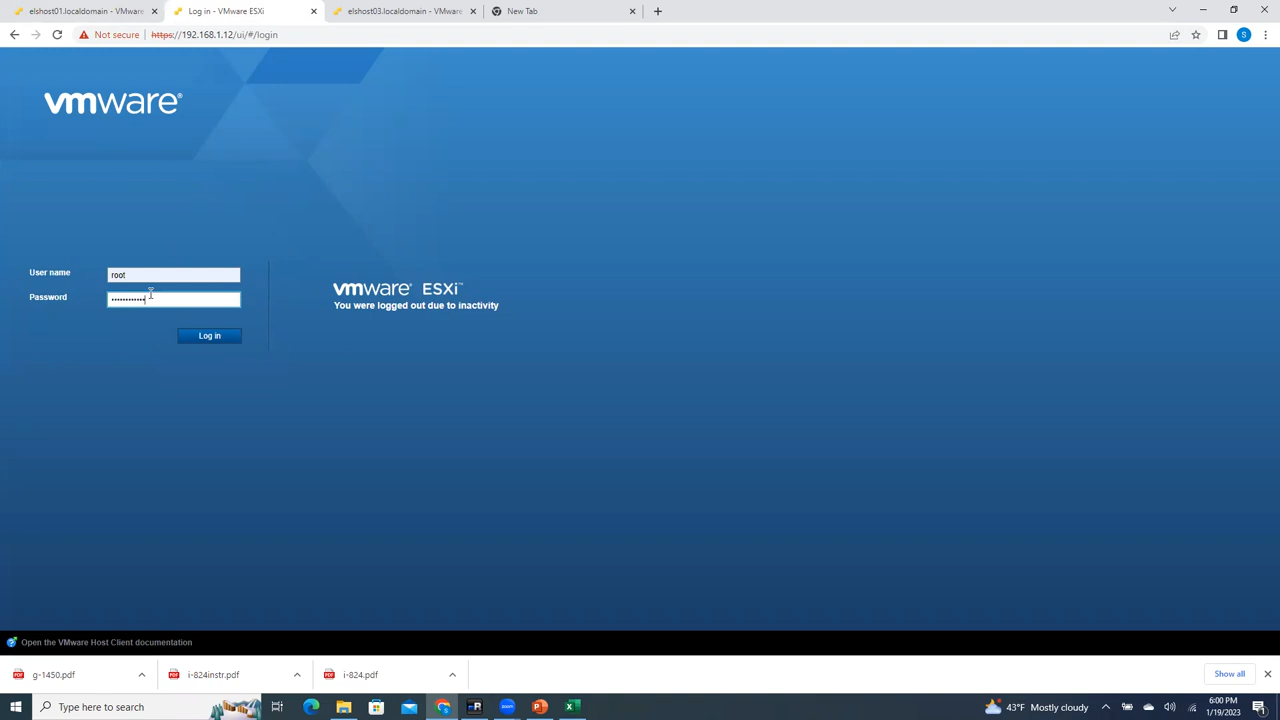 elshost01.localdomain - VMware
Log in - VMware ESXi
elshost03.localdomain - VMware
New Tab
Not secure
https://192.168.1.12/ui/#/login
S
vmware®
User name
root
Password
••••••••••••
Log in
vmware® ESXi™
You were logged out due to inactivity
Open the VMware Host Client documentation
g-1450.pdf
i-824instr.pdf
i-824.pdf
Show all
Type here to search
43°F Mostly cloudy
6:00 PM
1/19/2023